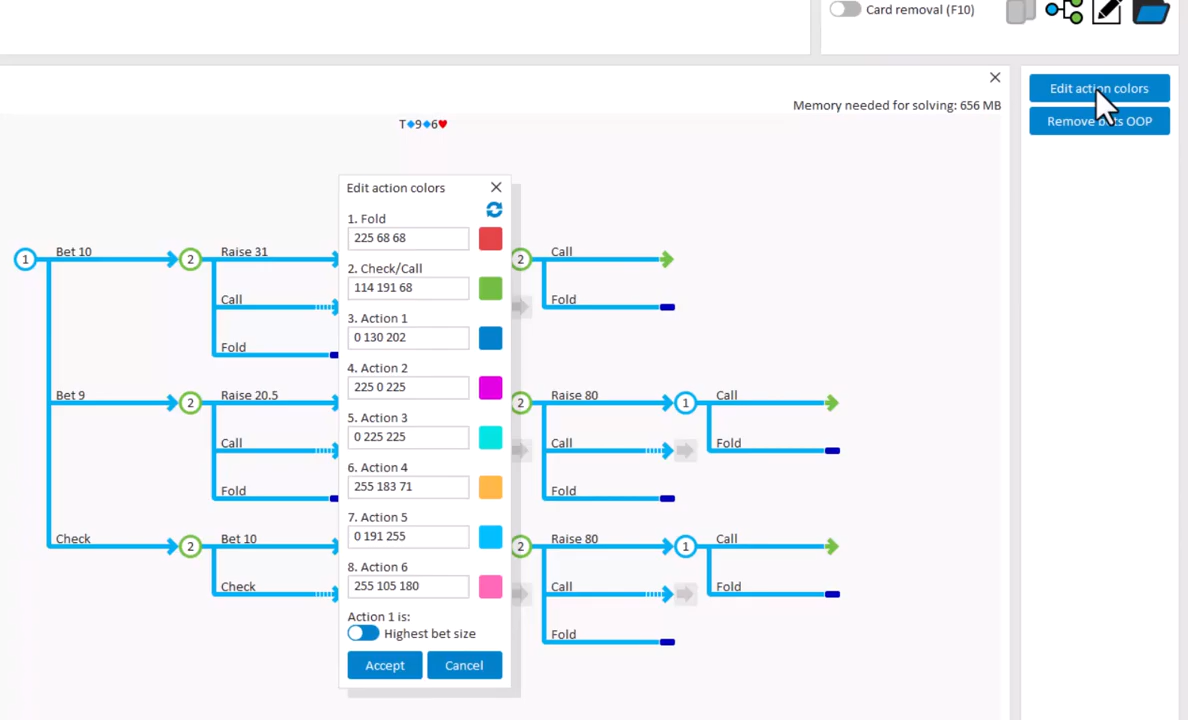 Card removal (F10)
Edit action colors
Remove bets OOP
Memory needed for solving: 656 MB
T♦9♦6♥
1
Bet 10
2
Raise 31
Call
Fold
Bet 9
2
Raise 20.5
Call
Fold
Check
2
Bet 10
Check
Edit action colors
1. Fold
225 68 68
2. Check/Call
114 191 68
3. Action 1
0 130 202
4. Action 2
225 0 225
5. Action 3
0 225 225
6. Action 4
255 183 71
7. Action 5
0 191 255
8. Action 6
255 105 180
Action 1 is:
Highest bet size
Accept
Cancel
2
Call
Fold
2
Raise 80
1
Call
Call
Fold
Fold
2
Raise 80
1
Call
Call
Fold
Fold